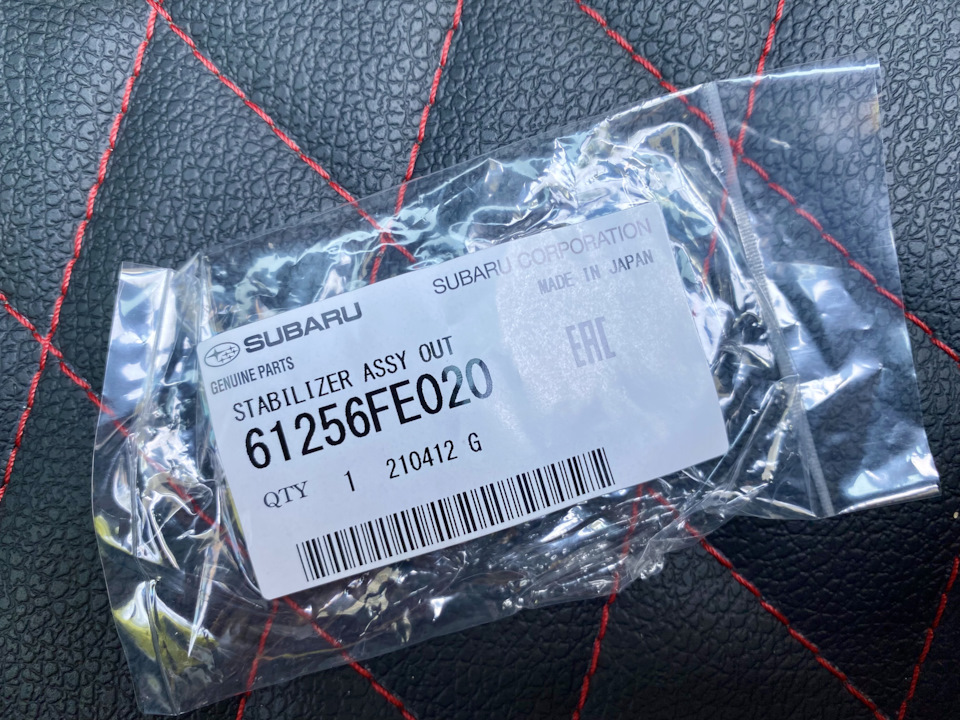 SUBARU
SUBARU CORPORATION
GENUINE PARTS
MADE IN JAPAN
STABILIZER ASSY OUT
61256FE020
EAC
QTY 1 210412 G